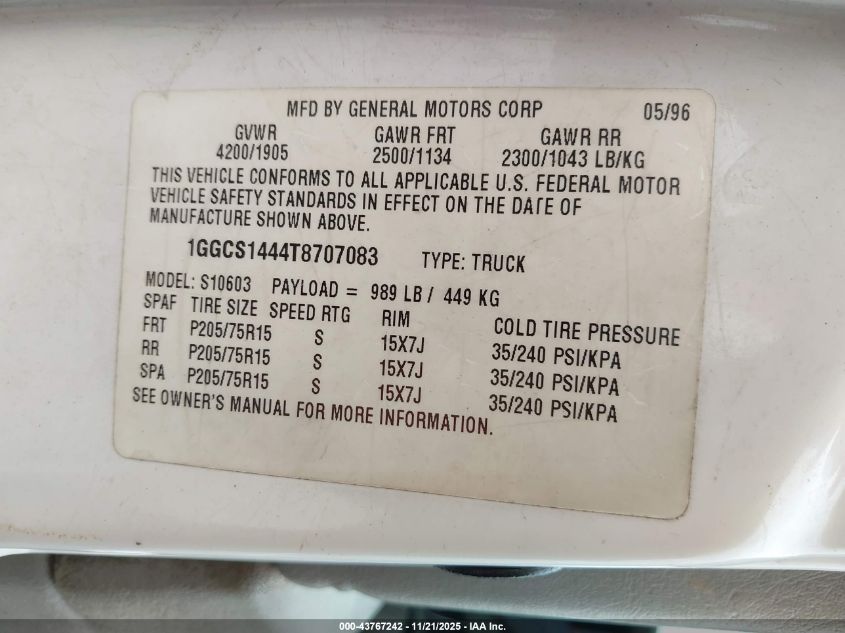 MFD BY GENERAL MOTORS CORP 05/96
GVWR GAWR FRT GAWR RR
4200/1905 2500/1134 2300/1043 LB/KG
THIS VEHICLE CONFORMS TO ALL APPLICABLE U.S. FEDERAL MOTOR
VEHICLE SAFETY STANDARDS IN EFFECT ON THE DATE OF
MANUFACTURE SHOWN ABOVE.
1GGCS1444T8707083 TYPE: TRUCK
MODEL: S10603 PAYLOAD = 989 LB / 449 KG
SPAF TIRE SIZE SPEED RTG RIM COLD TIRE PRESSURE
FRT P205/75R15 S 15X7J 35/240 PSI/KPA
RR P205/75R15 S 15X7J 35/240 PSI/KPA
SPA P205/75R15 S 15X7J 35/240 PSI/KPA
SEE OWNER'S MANUAL FOR MORE INFORMATION.
000-43767242 - 11/21/2025 - IAA Inc.